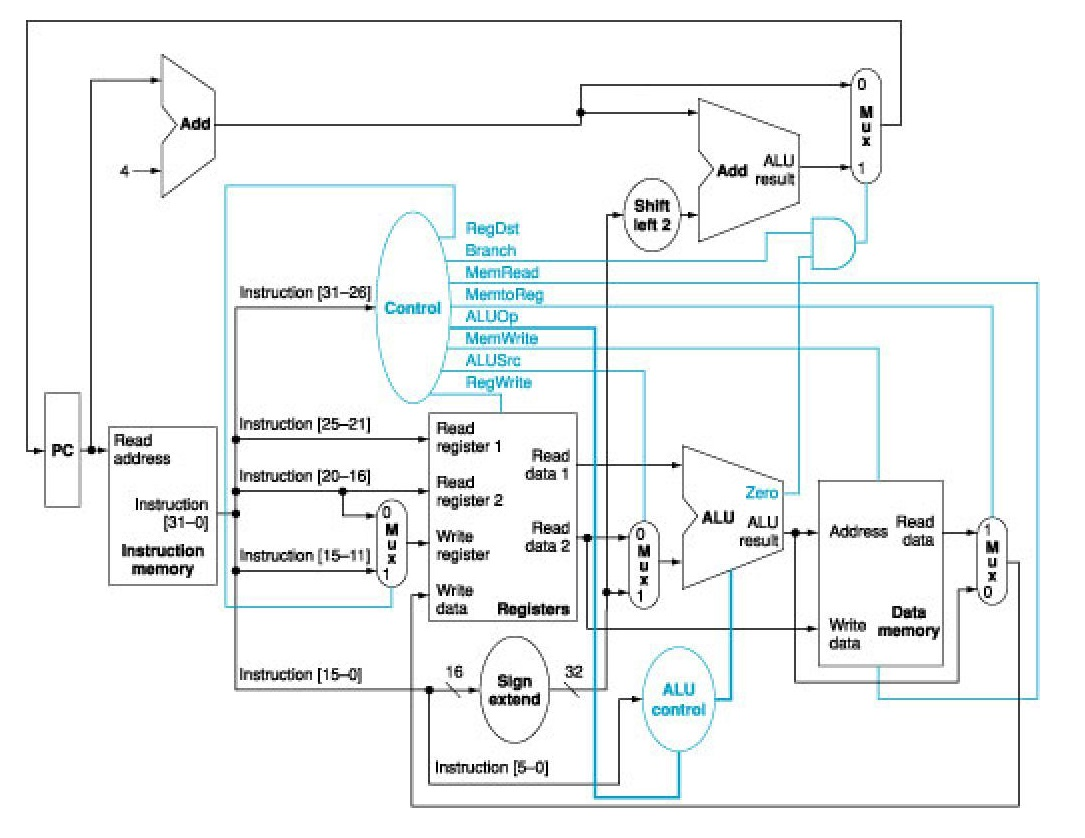 Add
4
0
M
u
x
1
Add
ALU
result
Shift
left 2
RegDst
Branch
MemRead
MemtoReg
ALUOp
MemWrite
ALUSrc
RegWrite
Control
Instruction [31–26]
Instruction [25–21]
Instruction [20–16]
Instruction [15–11]
Instruction [15–0]
Instruction [5–0]
PC
Read
address
Instruction
[31–0]
Instruction
memory
0
M
u
x
1
Read
register 1
Read
register 2
Write
register
Write
data
Read
data 1
Read
data 2
Registers
0
M
u
x
1
Zero
ALU
ALU
result
Address
Read
data
Write
data
Data
memory
1
M
u
x
0
16
Sign
extend
32
ALU
control